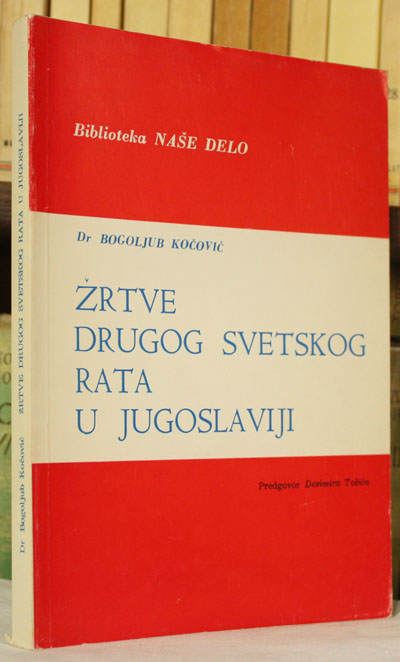 Biblioteka NAŠE DELO
Dr BOGOLJUB KOČOVIĆ
ŽRTVE
DRUGOG SVETSKOG
RATA
U JUGOSLAVIJI
Predgovor Desimira Tošića
Dr Bogoljub Kočović ŽRTVE DRUGOG SVETSKOG RATA U JUGOSLAVIJI